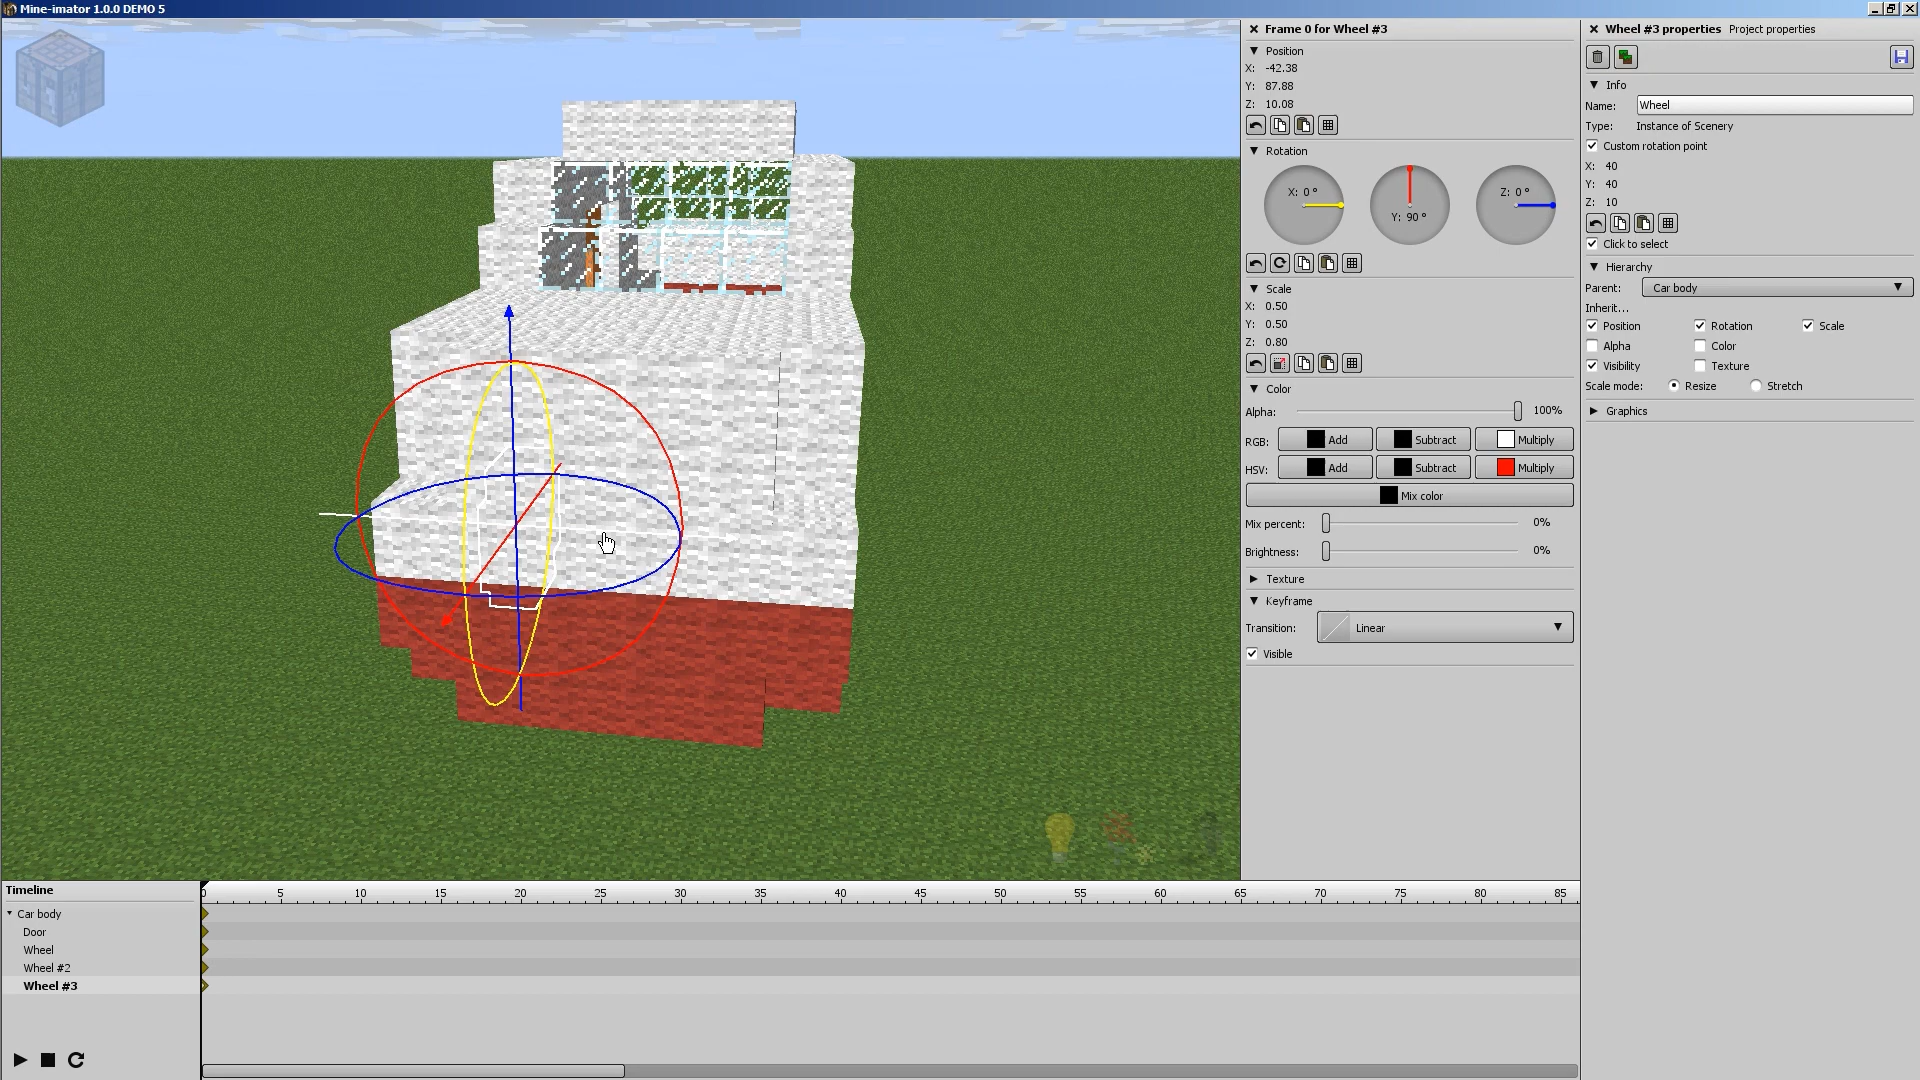 Mine-imator 1.0.0 DEMO 5
Frame 0 for Wheel #3
Position
X: -42.38
Y: 87.88
Z: 10.08
Rotation
X: 0 °
Y: 90 °
Z: 0 °
Scale
X: 0.50
Y: 0.50
Z: 0.80
Color
Alpha: 100%
RGB: Add Subtract Multiply
HSV: Add Subtract Multiply
Mix color
Mix percent: 0%
Brightness: 0%
Texture
Keyframe
Transition: Linear
Visible
Wheel #3 properties Project properties
Info
Name: Wheel
Type: Instance of Scenery
Custom rotation point
X: 40
Y: 40
Z: 10
Click to select
Hierarchy
Parent: Car body
Inherit...
Position Rotation Scale
Alpha Color
Visibility Texture
Scale mode: Resize Stretch
Graphics
Timeline
0 5 10 15 20 25 30 35 40 45 50 55 60 65 70 75 80 85
Car body
Door
Wheel
Wheel #2
Wheel #3